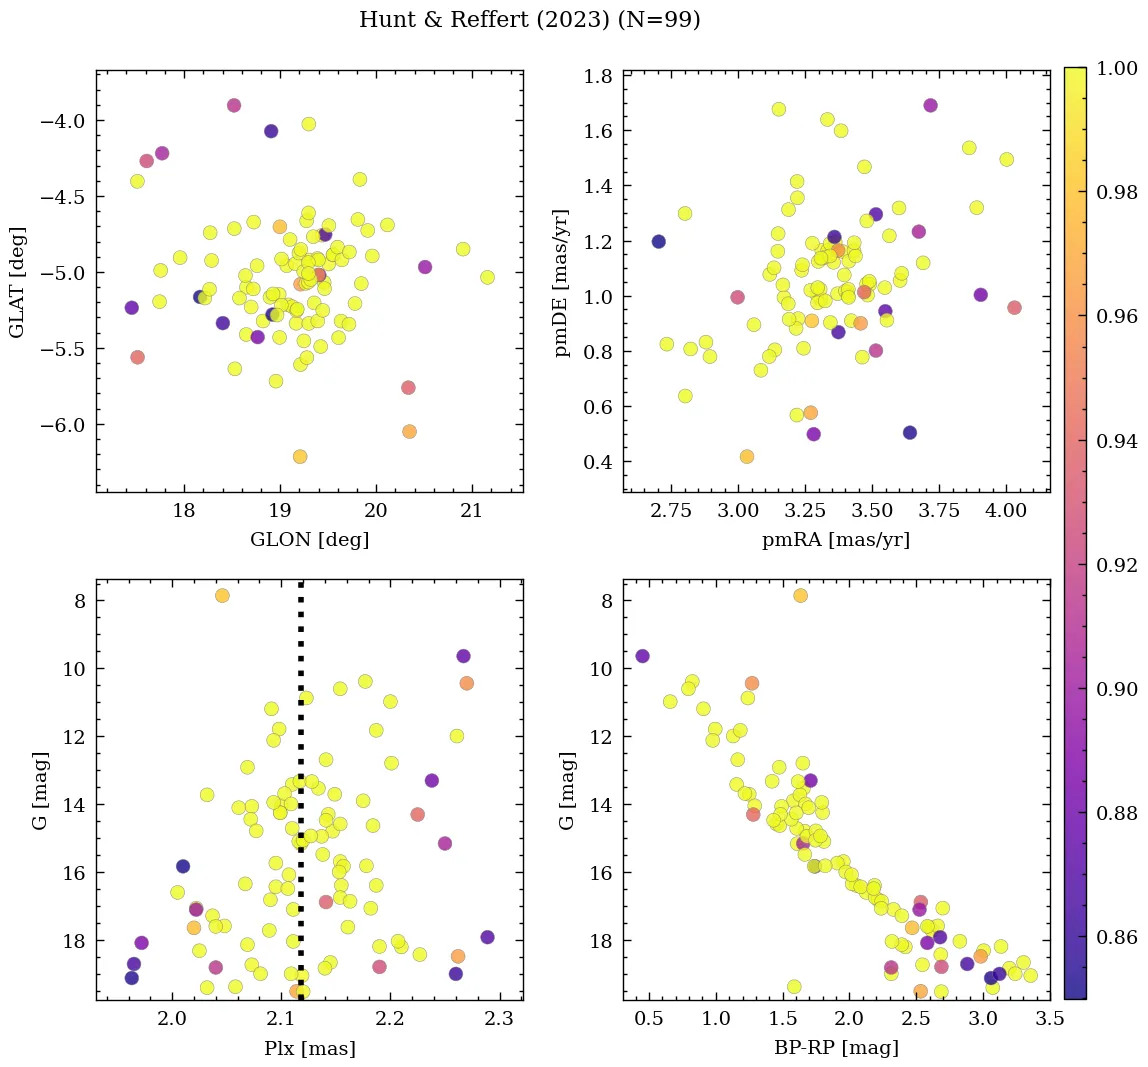 Hunt & Reffert (2023) (N=99)
−4.0
−4.5
−5.0
−5.5
−6.0
GLAT [deg]
18 19 20 21
GLON [deg]
1.8
1.6
1.4
1.2
1.0
0.8
0.6
0.4
pmDE [mas/yr]
2.75 3.00 3.25 3.50 3.75 4.00
pmRA [mas/yr]
8
10
12
14
16
18
G [mag]
2.0 2.1 2.2 2.3
Plx [mas]
8
10
12
14
16
18
G [mag]
0.5 1.0 1.5 2.0 2.5 3.0 3.5
BP-RP [mag]
1.00
0.98
0.96
0.94
0.92
0.90
0.88
0.86